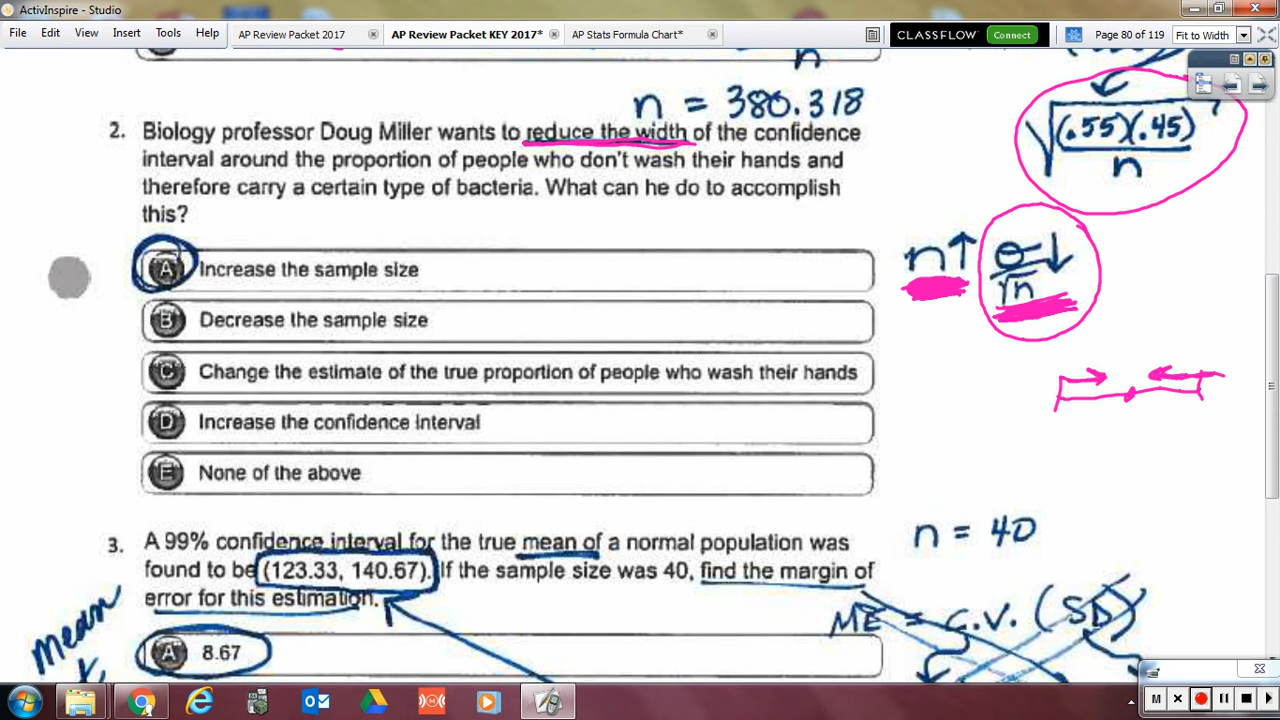 ActivInspire - Studio
File Edit View Insert Tools Help
AP Review Packet 2017
AP Review Packet KEY 2017*
AP Stats Formula Chart*
CLASSFLOW Connect
Page 80 of 119
Fit to Width
n
n = 380.318
√(.55)(.45)
n
2. Biology professor Doug Miller wants to reduce the width of the confidence
interval around the proportion of people who don't wash their hands and
therefore carry a certain type of bacteria. What can he do to accomplish
this?
A Increase the sample size
n↑ σ↓
√n
B Decrease the sample size
C Change the estimate of the true proportion of people who wash their hands
D Increase the confidence interval
E None of the above
3. A 99% confidence interval for the true mean of a normal population was
found to be (123.33, 140.67). If the sample size was 40, find the margin of
error for this estimation.
n = 40
ME = C.V. (SD)
mean
t
A 8.67
M